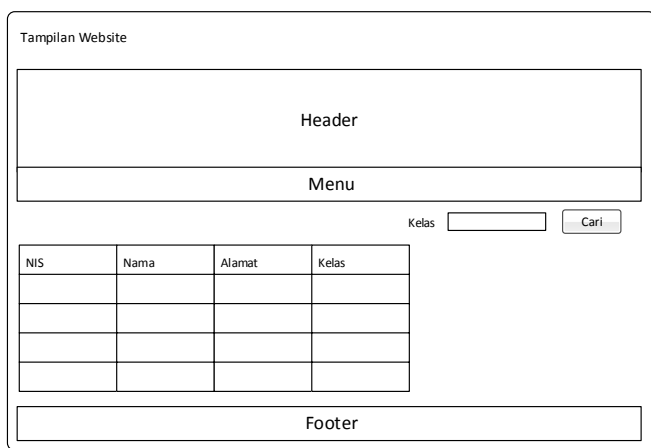 Tampilan Website
Header
Menu
Kelas Cari
NIS Nama Alamat Kelas
Footer